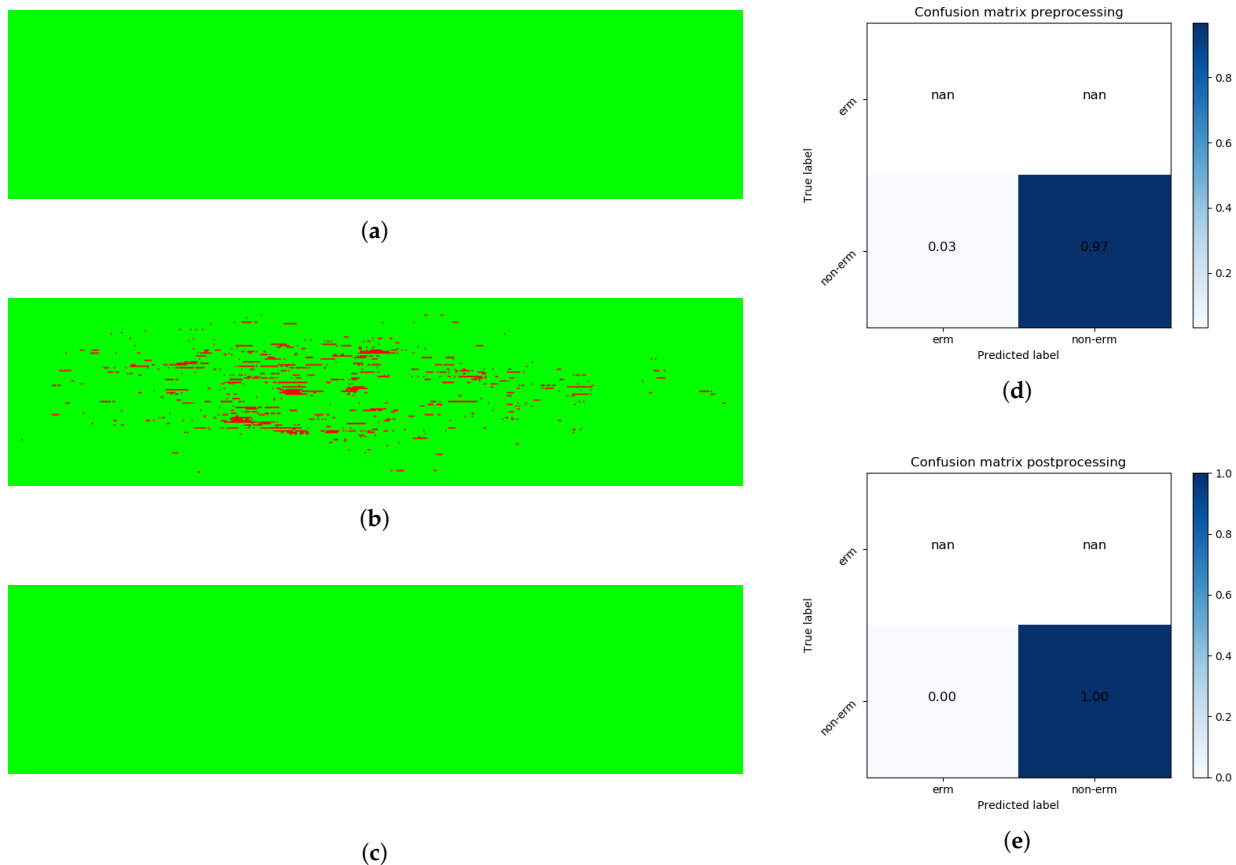 (a)
(b)
(c)
Confusion matrix preprocessing
True label
erm
nan
nan
0.8
0.6
0.4
0.2
non-erm
0.03
0.97
erm
non-erm
Predicted label
(d)
Confusion matrix postprocessing
1.0
True label
erm
nan
nan
0.8
0.6
0.4
0.2
0.0
non-erm
0.00
1.00
erm
non-erm
Predicted label
(e)